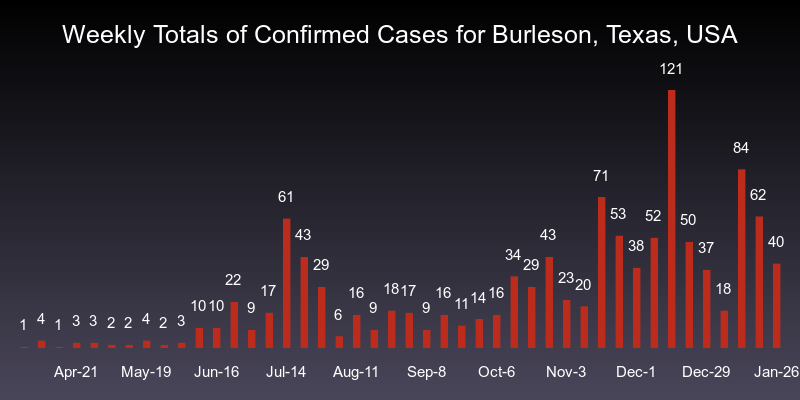 Weekly Totals of Confirmed Cases for Burleson, Texas, USA
1 4 1 3 3 2 2 4 2 3 10 10 22 9 17 61 43 29 6 16 9 18 17 9 16 11 14 16 34 29 43 23 20 71 53 38 52 121 50 37 18 84 62 40
Apr-21 May-19 Jun-16 Jul-14 Aug-11 Sep-8 Oct-6 Nov-3 Dec-1 Dec-29 Jan-26